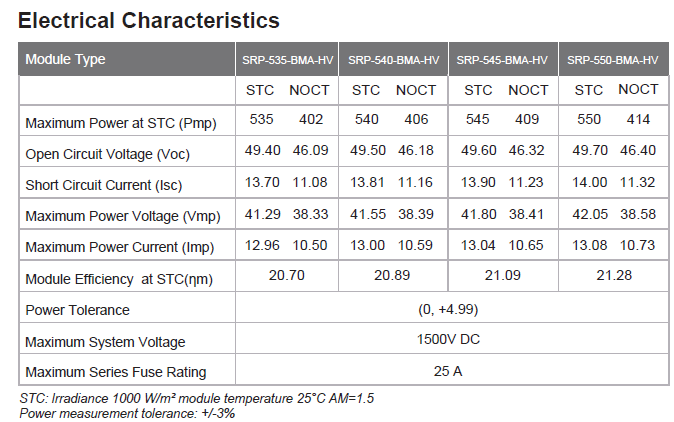 Electrical Characteristics
Module Type SRP-535-BMA-HV SRP-540-BMA-HV SRP-545-BMA-HV SRP-550-BMA-HV
STC NOCT STC NOCT STC NOCT STC NOCT
Maximum Power at STC (Pmp) 535 402 540 406 545 409 550 414
Open Circuit Voltage (Voc) 49.40 46.09 49.50 46.18 49.60 46.32 49.70 46.40
Short Circuit Current (Isc) 13.70 11.08 13.81 11.16 13.90 11.23 14.00 11.32
Maximum Power Voltage (Vmp) 41.29 38.33 41.55 38.39 41.80 38.41 42.05 38.58
Maximum Power Current (Imp) 12.96 10.50 13.00 10.59 13.04 10.65 13.08 10.73
Module Efficiency at STC(ηm) 20.70 20.89 21.09 21.28
Power Tolerance (0, +4.99)
Maximum System Voltage 1500V DC
Maximum Series Fuse Rating 25 A
STC: lrradiance 1000 W/m² module temperature 25°C AM=1.5
Power measurement tolerance: +/-3%